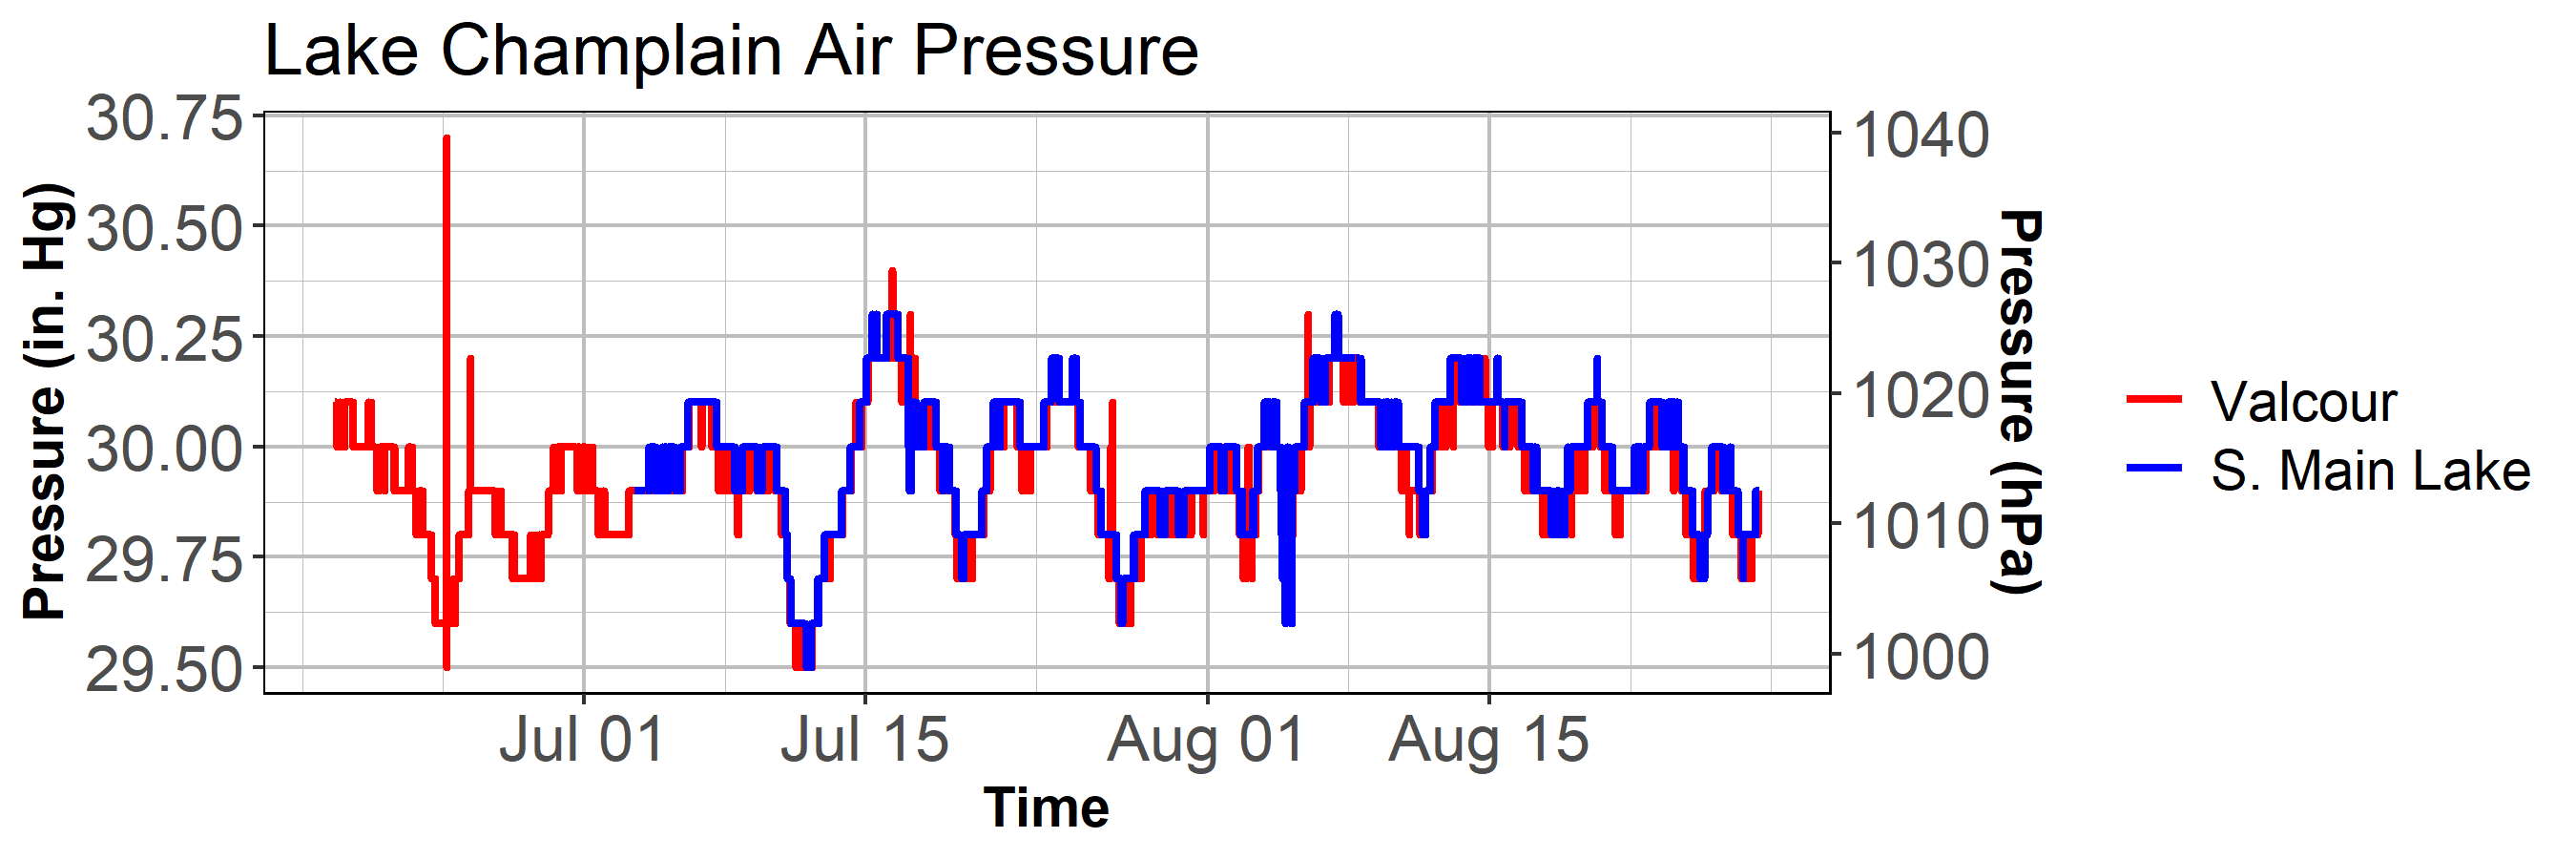 Lake Champlain Air Pressure
30.75
30.50
30.25
30.00
29.75
29.50
Pressure (in. Hg)
1040
1030
1020
1010
1000
Pressure (hPa)
Jul 01
Jul 15
Aug 01
Aug 15
Time
Valcour
S. Main Lake